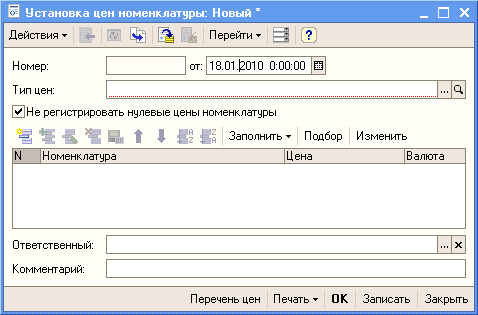 Установка цен номенклатуры: Новый *
Действия Перейти ?
Номер: от: 18.01.2010 0:00:00
Тип цен: ...
Не регистрировать нулевые цены номенклатуры
Заполнить Подбор Изменить
N Номенклатура Цена Валюта
Ответственный: ... x
Комментарий:
Перечень цен Печать OK Записать Закрыть